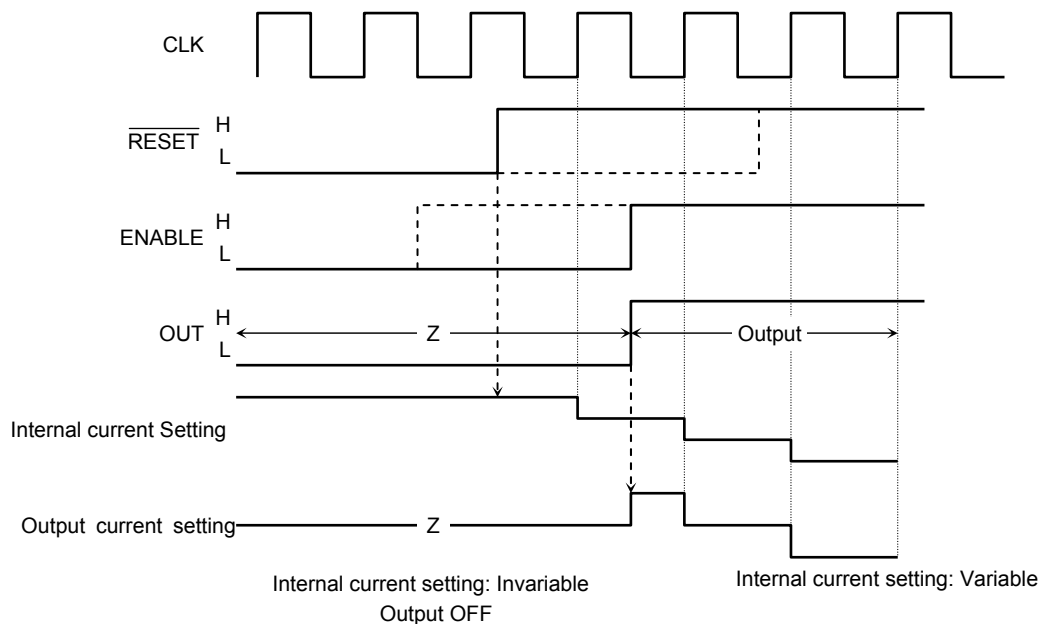 CLK
RESET
H
L
ENABLE
H
L
OUT
H
L
Z
Output
Internal current Setting
Output current setting
Z
Internal current setting: Invariable
Output OFF
Internal current setting: Variable